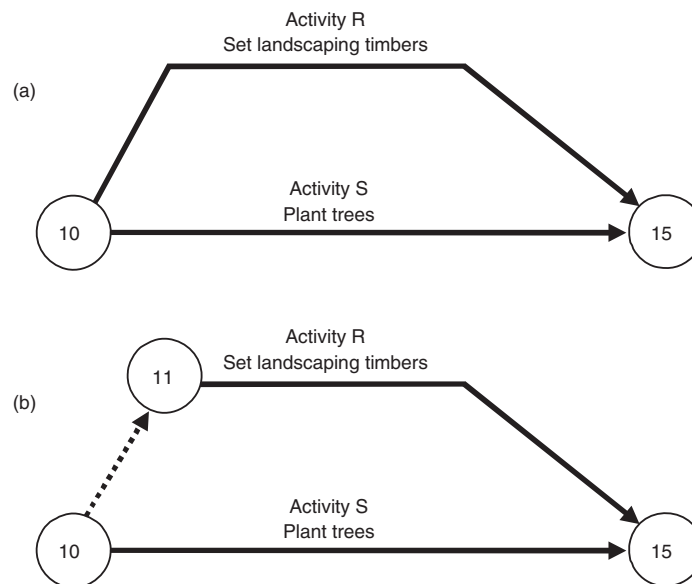 Activity R
Set landscaping timbers
(a)
Activity S
Plant trees
10
15
Activity R
Set landscaping timbers
11
(b)
Activity S
Plant trees
10
15